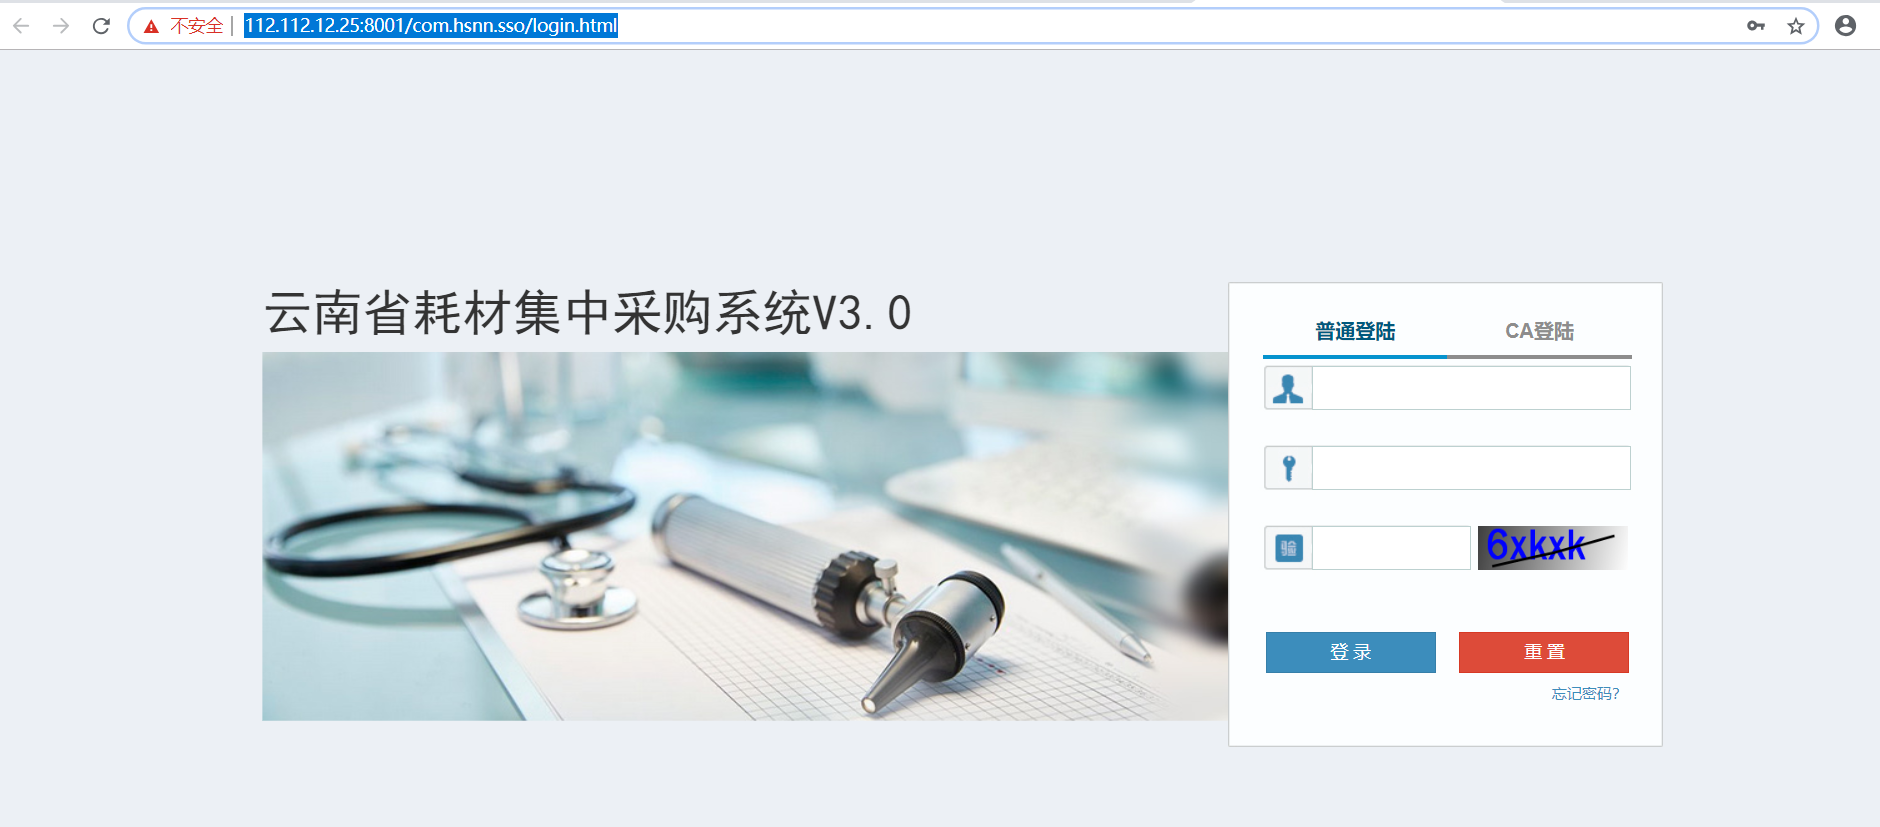 不安全 | 112.112.12.25:8001/com.hsnn.sso/login.html
云南省耗材集中采购系统V3.0
普通登陆 CA登陆
验
6xkxk
登 录 重 置
忘记密码?